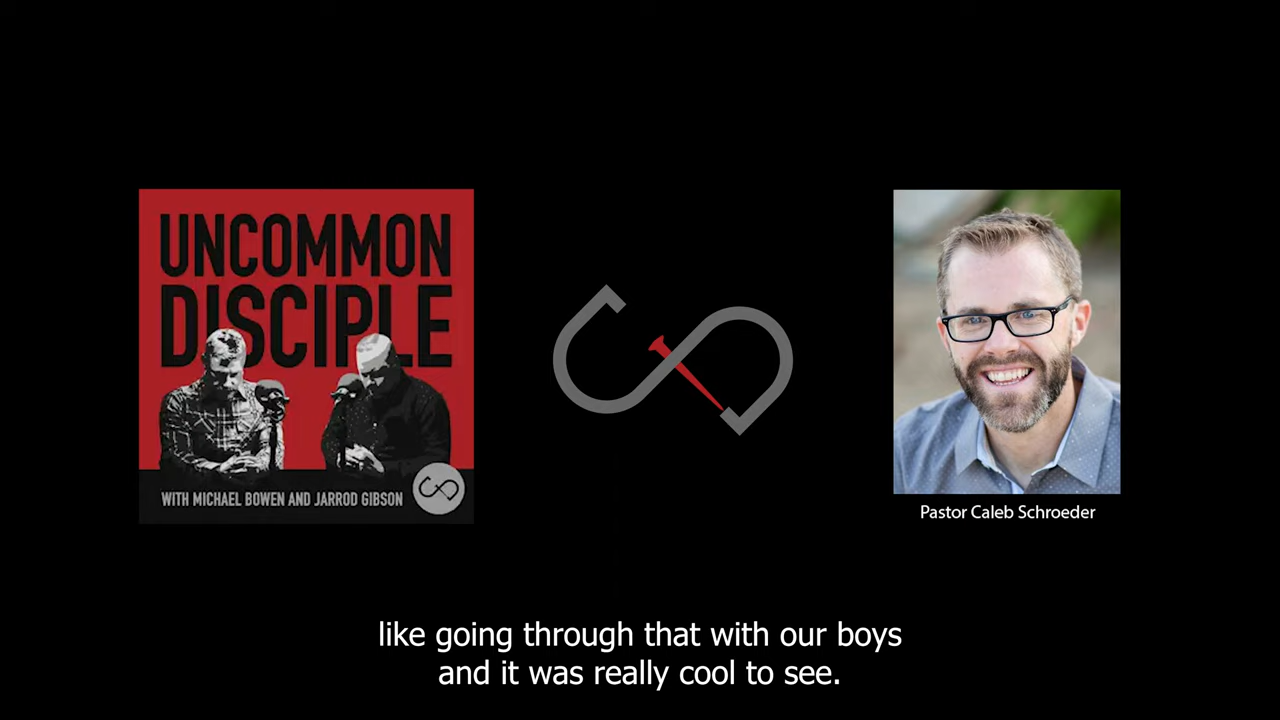 UNCOMMON
DISCIPLE
WITH MICHAEL BOWEN AND JARROD GIBSON
Pastor Caleb Schroeder
like going through that with our boys
and it was really cool to see.